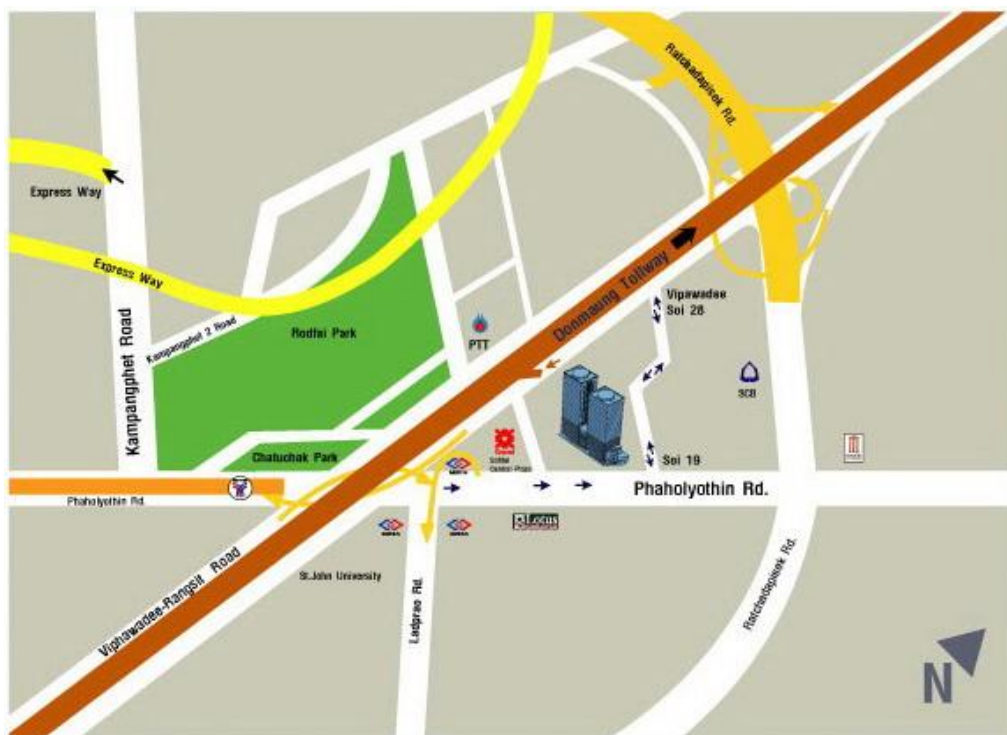 Ratchadapisek Rd.
Express Way
Express Way
Kampangphet Road
Kampangphet 2 Road
Rodfai Park
PTT
Donmaung Tollway
Vipawadee
Soi 28
SCB
Chatuchak Park
Central Plaza
Soi 19
Phaholyothin Rd.
Phaholyothin Rd.
Locus
Viphawadee-Rangsit Road
St.John University
Ladprao Rd.
Ratchadapisek Rd.
N